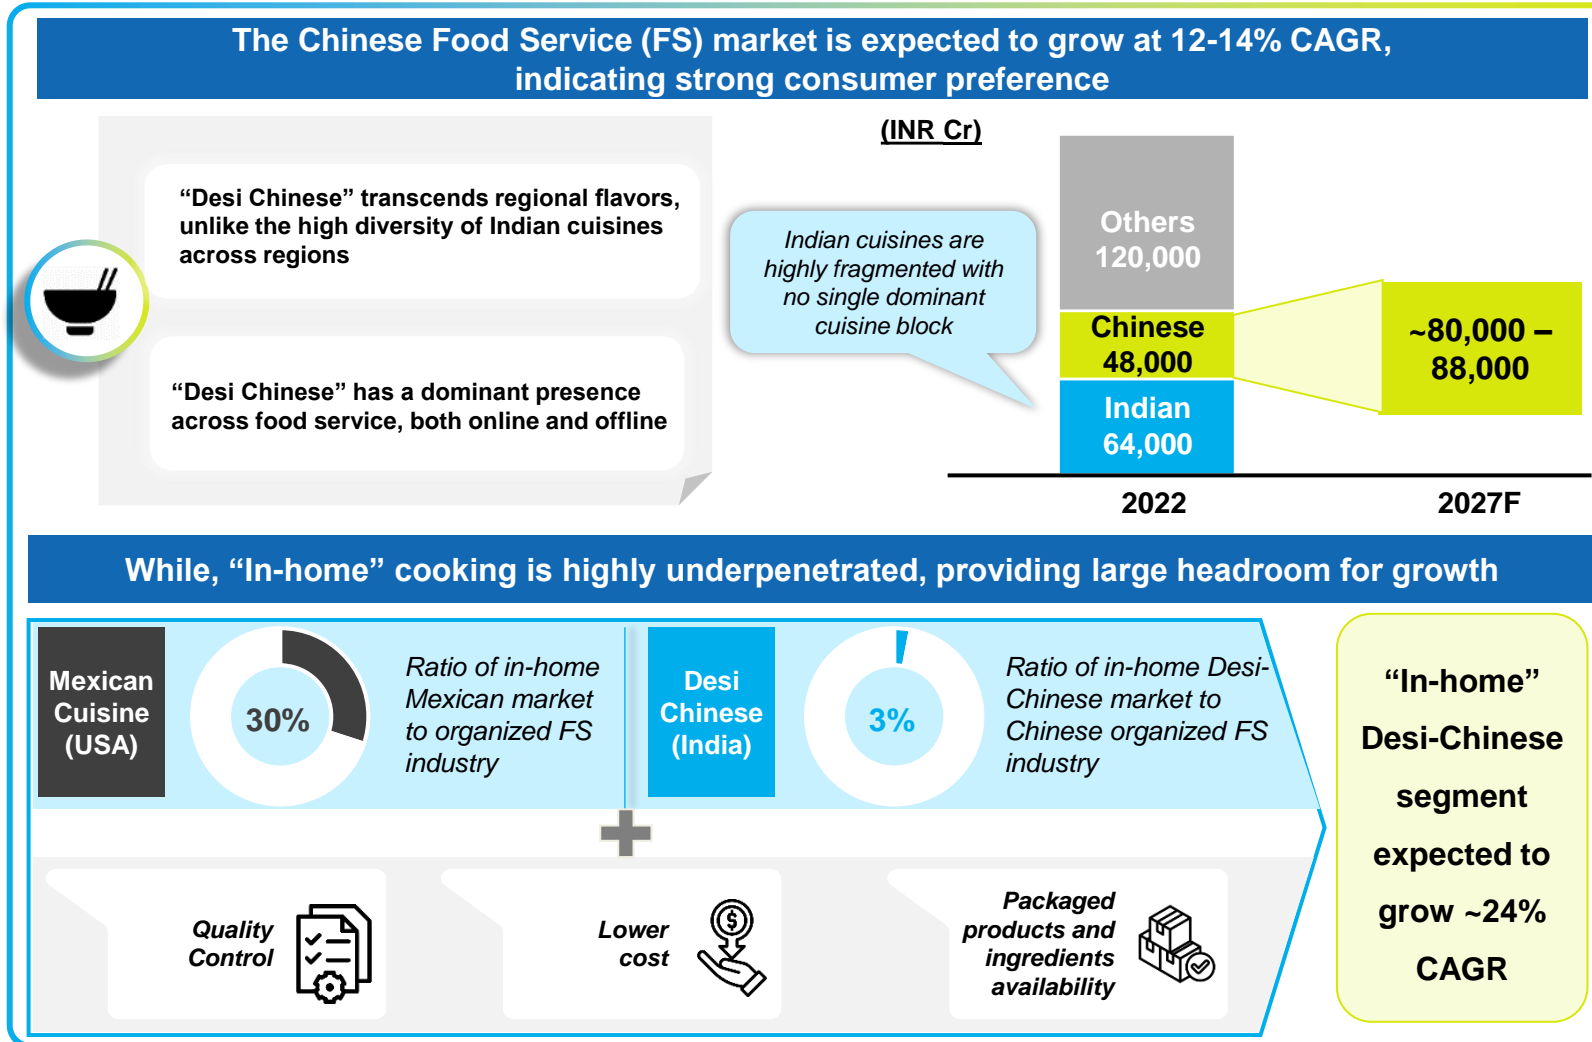 The Chinese Food Service (FS) market is expected to grow at 12-14% CAGR,
indicating strong consumer preference
“Desi Chinese” transcends regional flavors,
unlike the high diversity of Indian cuisines
across regions
“Desi Chinese” has a dominant presence
across food service, both online and offline
(INR Cr)
Indian cuisines are
highly fragmented with
no single dominant
cuisine block
Others
120,000
Chinese
48,000
Indian
64,000
~80,000 –
88,000
2022
2027F
While, “In-home” cooking is highly underpenetrated, providing large headroom for growth
Mexican
Cuisine
(USA)
30%
Ratio of in-home
Mexican market
to organized FS
industry
Desi
Chinese
(India)
3%
Ratio of in-home Desi-
Chinese market to
Chinese organized FS
industry
Quality
Control
Lower
cost
$
Packaged
products and
ingredients
availability
“In-home”
Desi-Chinese
segment
expected to
grow ~24%
CAGR